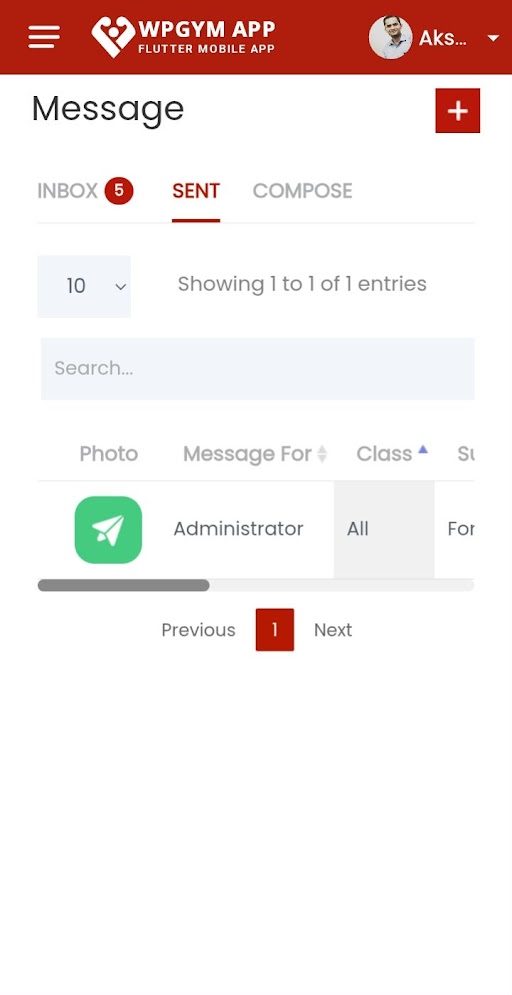 WPGYM APP
FLUTTER MOBILE APP
Aks...
Message
INBOX 5 SENT COMPOSE
10 Showing 1 to 1 of 1 entries
Search...
Photo Message For Class Su
Administrator All For
Previous 1 Next